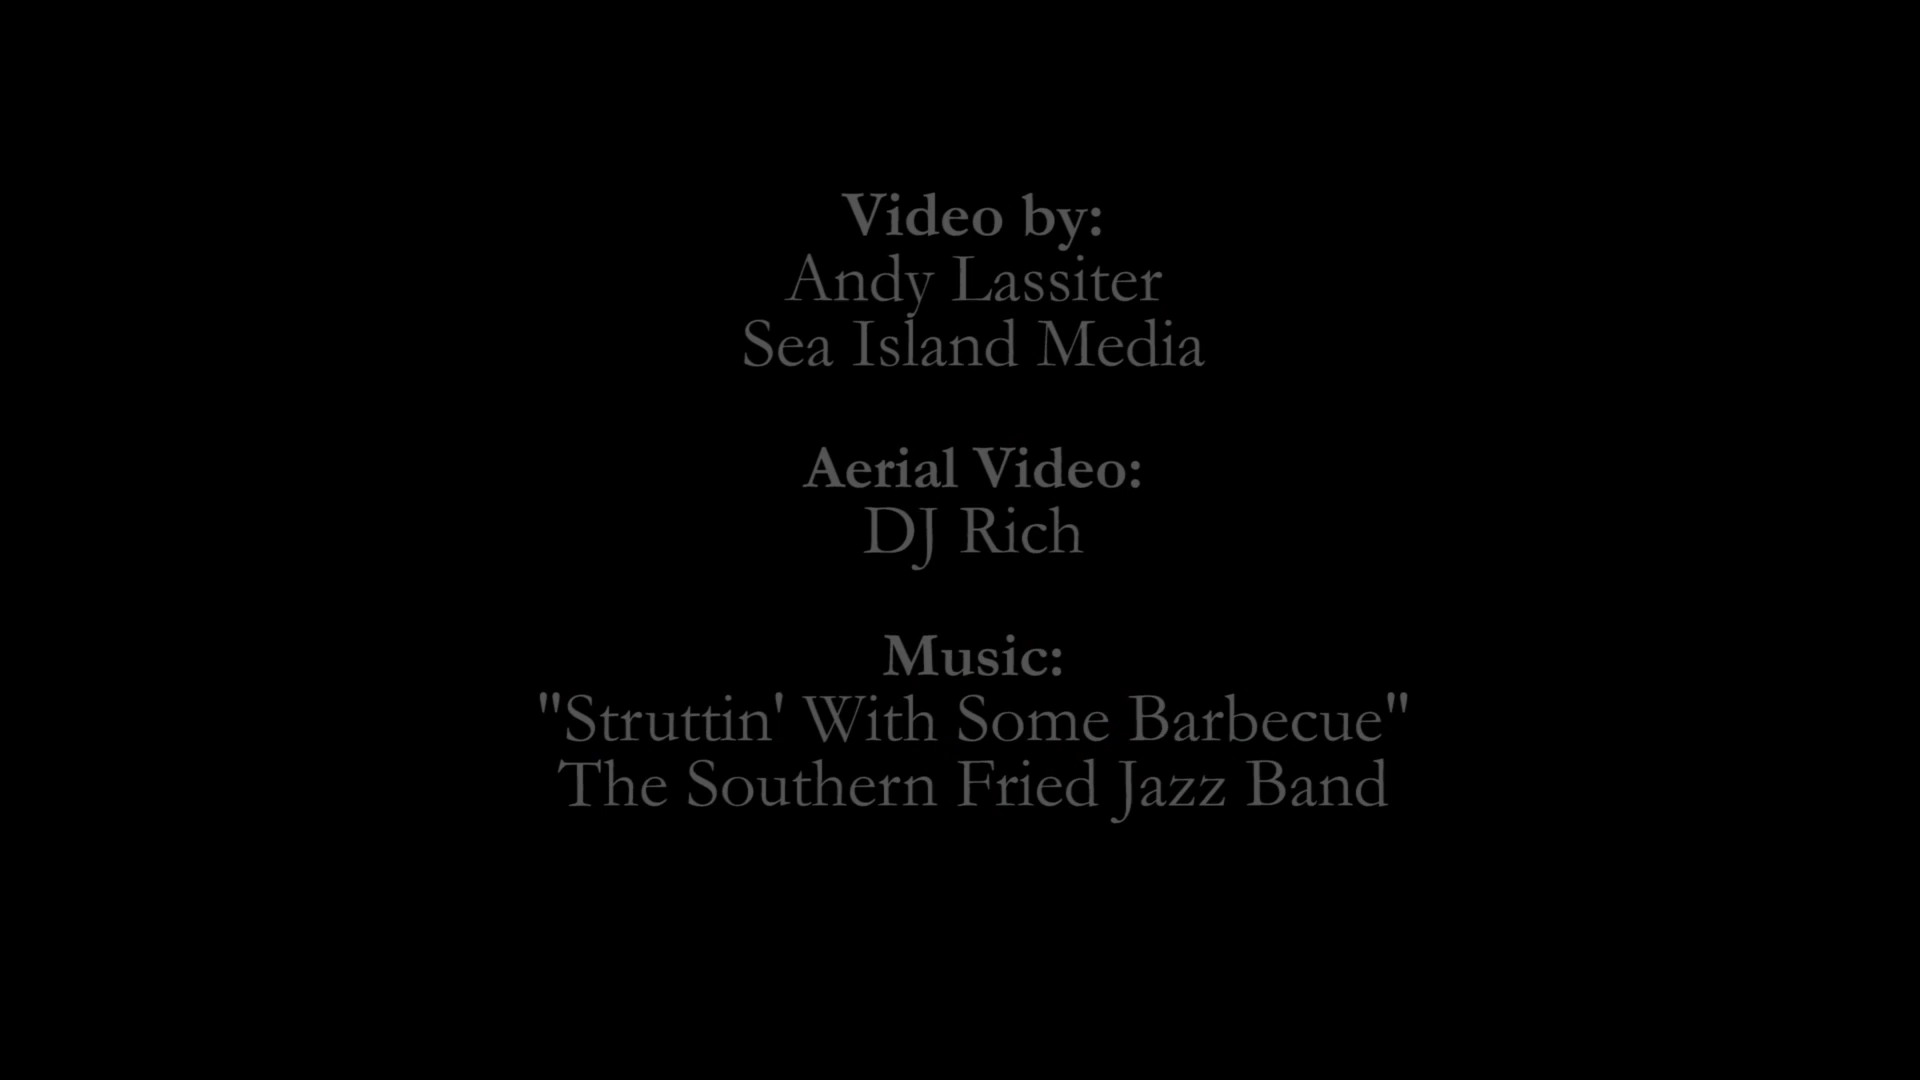 Video by:
Andy Lassiter
Sea Island Media
Aerial Video:
DJ Rich
Music:
"Struttin' With Some Barbecue"
The Southern Fried Jazz Band